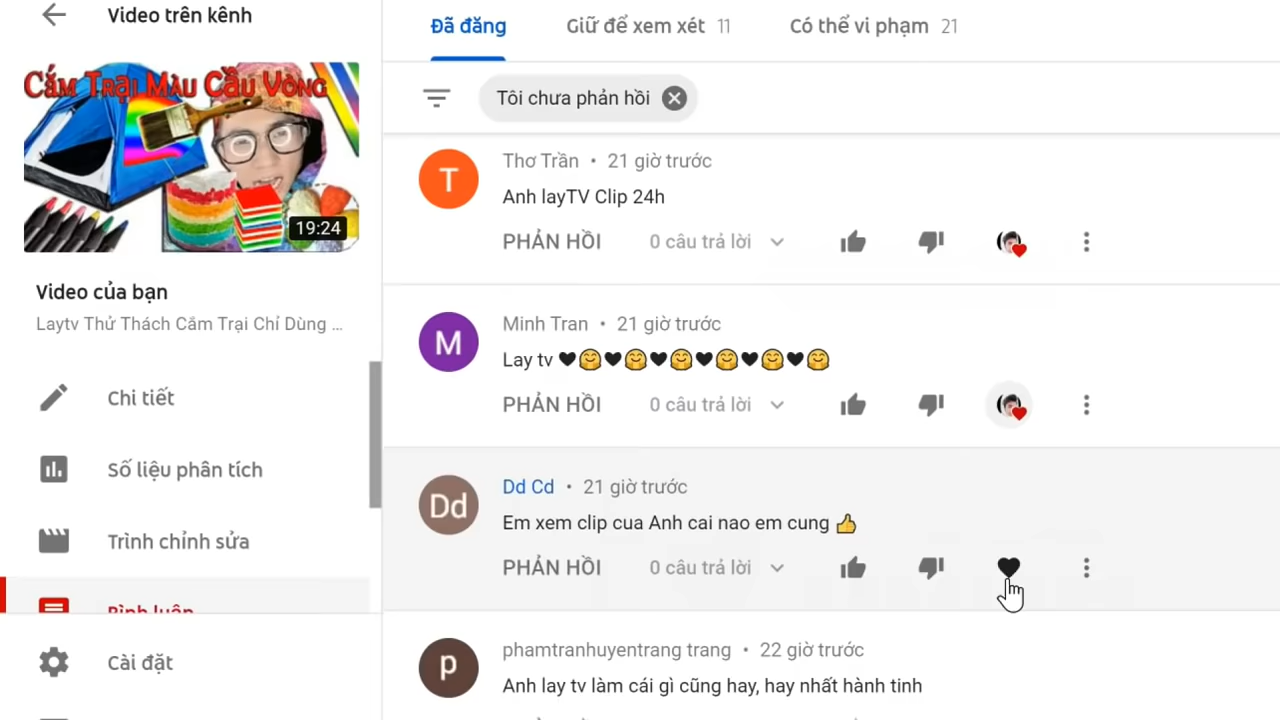 Video trên kênh
CẮM TRẠI MÀU CẦU VỒNG
19:24
Video của bạn
Laytv Thử Thách Cắm Trại Chỉ Dùng ...
Chi tiết
Số liệu phân tích
Trình chỉnh sửa
Bình luận
Cài đặt
Đã đăng
Giữ để xem xét 11
Có thể vi phạm 21
Tôi chưa phản hồi
T
Thơ Trần • 21 giờ trước
Anh layTV Clip 24h
PHẢN HỒI 0 câu trả lời
M
Minh Tran • 21 giờ trước
Lay tv 🖤🤗🖤🤗🖤🤗🖤🤗🖤🤗🖤🤗
PHẢN HỒI 0 câu trả lời
Dd
Dd Cd • 21 giờ trước
Em xem clip cua Anh cai nao em cung 👍
PHẢN HỒI 0 câu trả lời
p
phamtranhuyentrang trang • 22 giờ trước
Anh lay tv làm cái gì cũng hay, hay nhất hành tinh